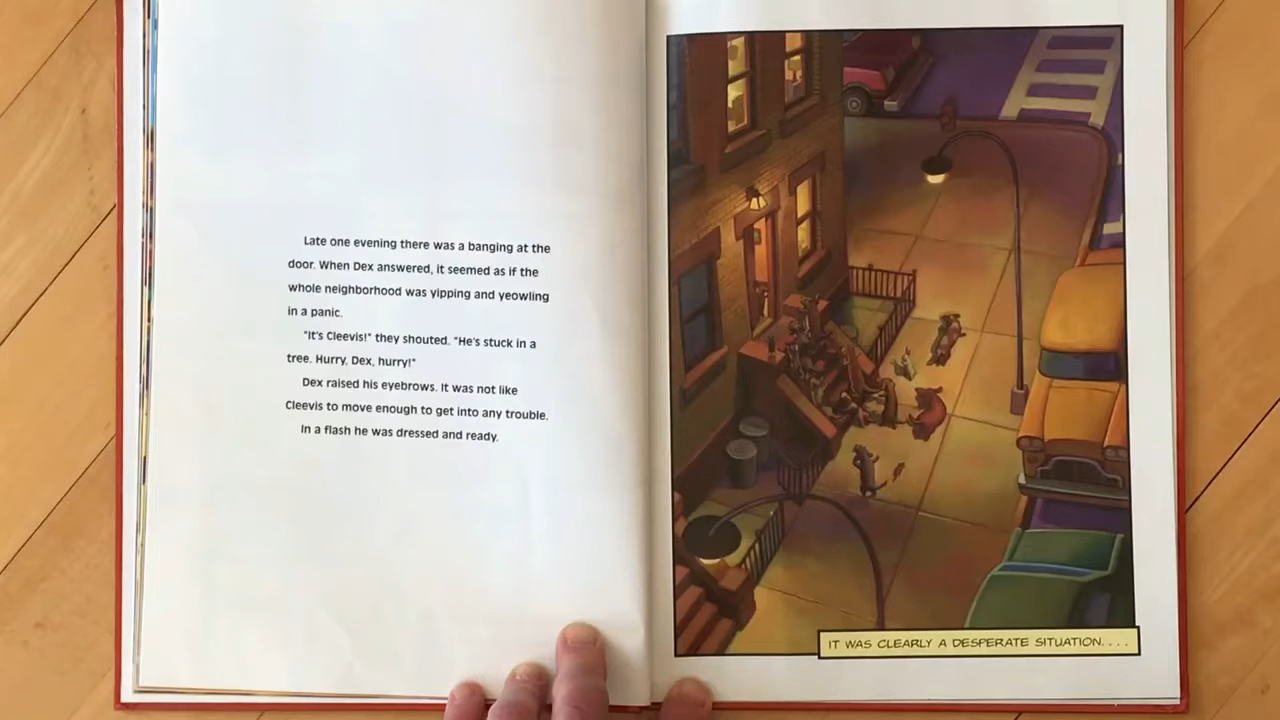 Late one evening there was a banging at the
door. When Dex answered, it seemed as if the
whole neighborhood was yipping and yeowling
in a panic.
"It's Cleevis!" they shouted. "He's stuck in a
tree. Hurry, Dex, hurry!"
Dex raised his eyebrows. It was not like
Cleevis to move enough to get into any trouble.
In a flash he was dressed and ready.
IT WAS CLEARLY A DESPERATE SITUATION. . . .